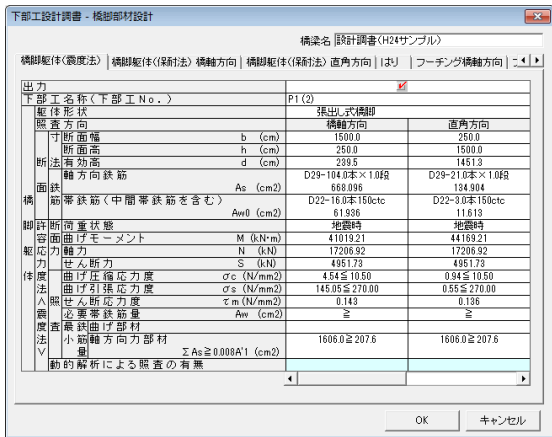 下部工設計調書 - 橋脚部材設計
橋梁名 設計調書(H24サンプル)
橋脚躯体(震度法) 橋脚躯体(保耐法) 橋軸方向 橋脚躯体(保耐法) 直角方向 はり フーチング橋軸方向
出力
下部工名称(下部工No.) P1(2)
躯体形状 張出し式橋脚
照査方向 橋軸方向 直角方向
寸 断面幅 b (cm) 1500.0 250.0
断面高 h (cm) 250.0 1500.0
断 法 有効高 d (cm) 239.5 1451.3
軸方向鉄筋 D29-104.0本×1.0段 D29-21.0本×1.0段
面 鉄 As (cm2) 668.096 134.904
橋 筋 帯鉄筋(中間帯鉄筋を含む) D22-16.0本150ctc D22-3.0本150ctc
Aw0 (cm2) 61.936 11.613
脚 許 断 荷重状態 地震時 地震時
容 面 曲げモーメント M (kN・m) 41019.21 44169.21
躯 応 力 軸力 N (kN) 17206.92 17206.92
力 せん断力 S (kN) 4951.73 4951.73
体 度 曲げ圧縮応力度 σc (N/mm2) 4.54≦10.50 0.94≦10.50
法 曲げ引張応力度 σs (N/mm2) 145.05≦270.00 0.55≦270.00
へ 照 せん断応力度 τm (N/mm2) 0.143 0.136
震 必要帯鉄筋量 Aw (cm2) ≧ ≧
度 査 最 鉄 曲げ部材
法 小 筋 軸方向力部材 1606.0≧207.6 1606.0≧207.6
∨ 量 ΣAs≧0.008A'1 (cm2)
動的解析による照査の有無
OK キャンセル